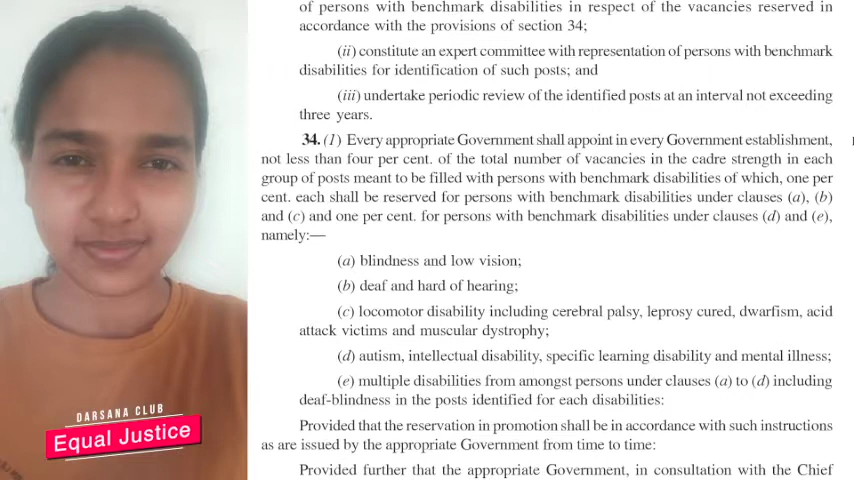 of persons with benchmark disabilities in respect of the vacancies reserved in
accordance with the provisions of section 34;
(ii) constitute an expert committee with representation of persons with benchmark
disabilities for identification of such posts; and
(iii) undertake periodic review of the identified posts at an interval not exceeding
three years.
34. (1) Every appropriate Government shall appoint in every Government establishment,
not less than four per cent. of the total number of vacancies in the cadre strength in each
group of posts meant to be filled with persons with benchmark disabilities of which, one per
cent. each shall be reserved for persons with benchmark disabilities under clauses (a), (b)
and (c) and one per cent. for persons with benchmark disabilities under clauses (d) and (e),
namely:—
(a) blindness and low vision;
(b) deaf and hard of hearing;
(c) locomotor disability including cerebral palsy, leprosy cured, dwarfism, acid
attack victims and muscular dystrophy;
(d) autism, intellectual disability, specific learning disability and mental illness;
(e) multiple disabilities from amongst persons under clauses (a) to (d) including
deaf-blindness in the posts identified for each disabilities:
Provided that the reservation in promotion shall be in accordance with such instructions
as are issued by the appropriate Government from time to time:
Provided further that the appropriate Government, in consultation with the Chief
DARSANA CLUB
Equal Justice